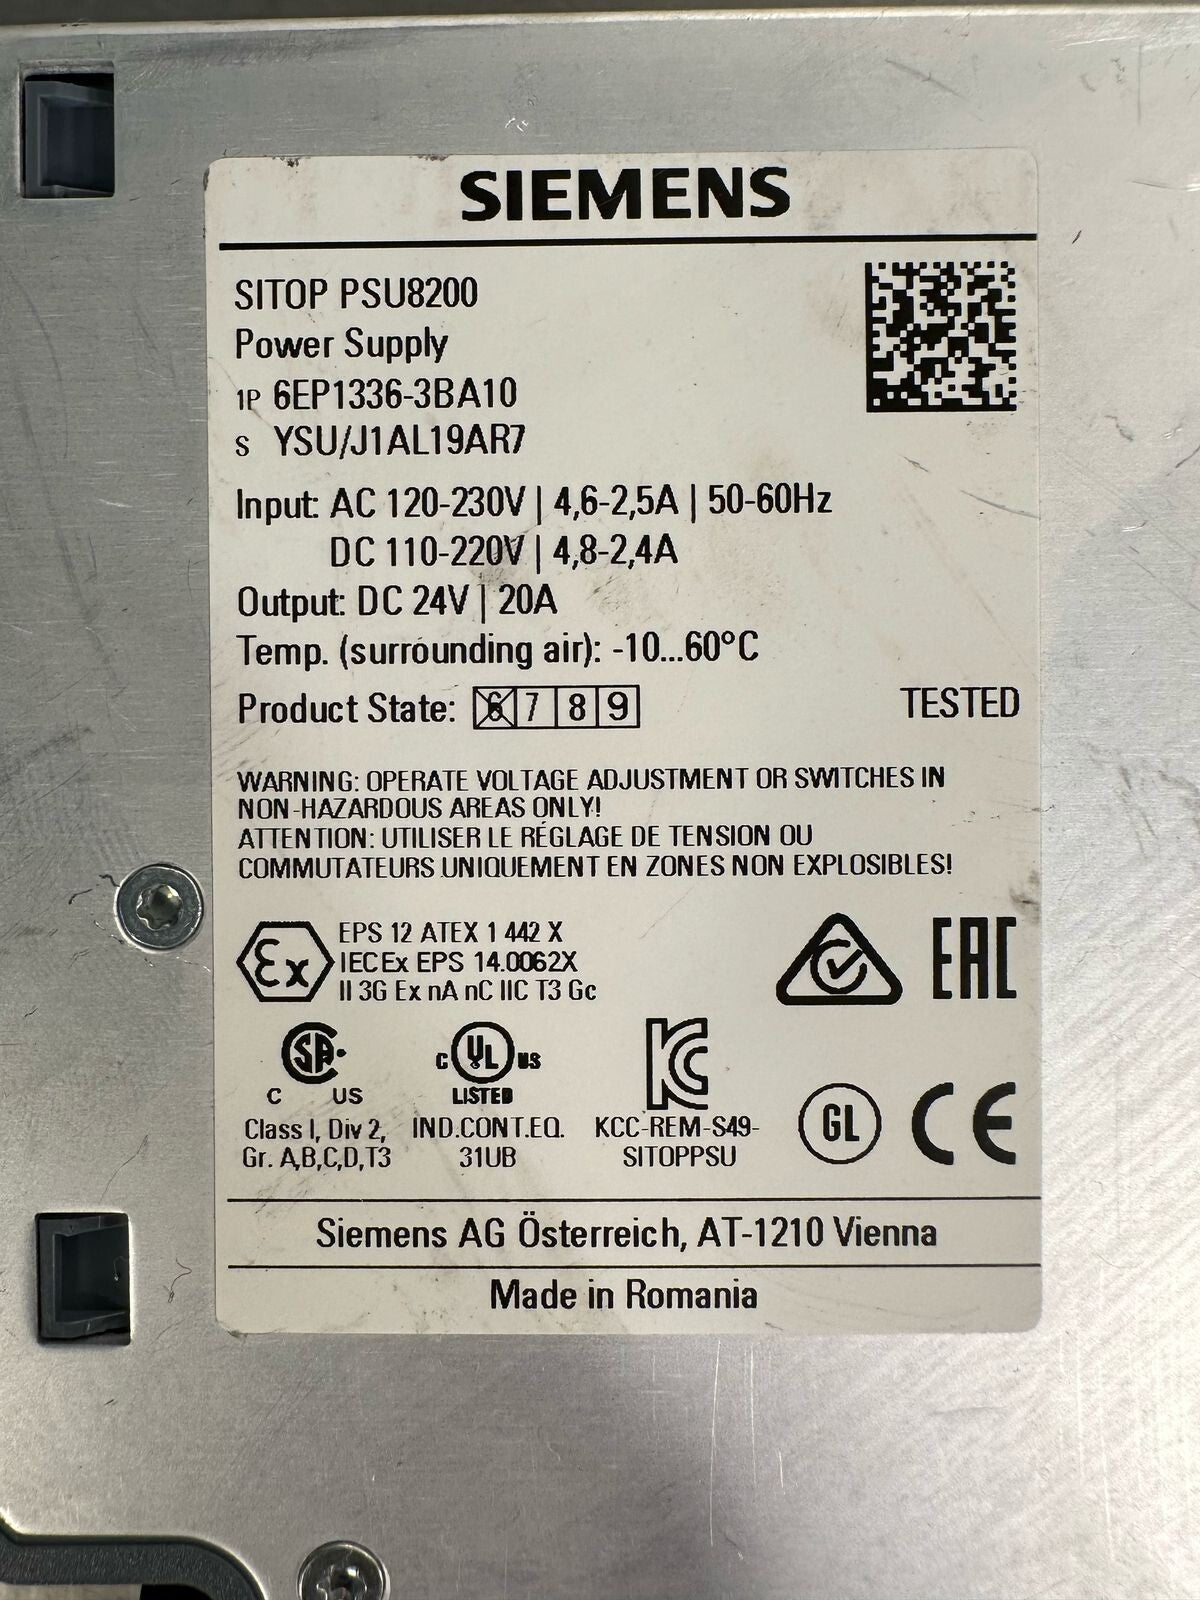 SIEMENS
SITOP PSU8200
Power Supply
1P 6EP1336-3BA10
S YSU/J1AL19AR7
Input: AC 120-230V | 4,6-2,5A | 50-60Hz
DC 110-220V | 4,8-2,4A
Output: DC 24V | 20A
Temp. (surrounding air): -10...60°C
Product State: 6 7 8 9
TESTED
WARNING: OPERATE VOLTAGE ADJUSTMENT OR SWITCHES IN
NON-HAZARDOUS AREAS ONLY!
ATTENTION: UTILISER LE RÉGLAGE DE TENSION OU
COMMUTATEURS UNIQUEMENT EN ZONES NON EXPLOSIBLES!
Ex
EPS 12 ATEX 1 442 X
IECEx EPS 14.0062X
II 3G Ex nA nC IIC T3 Gc
EAC
SA
C US
Class I, Div 2,
Gr. A,B,C,D,T3
C UL US
LISTED
IND.CONT.EQ.
31UB
KC
KCC-REM-S49-
SITOPPSU
GL
CE
Siemens AG Österreich, AT-1210 Vienna
Made in Romania